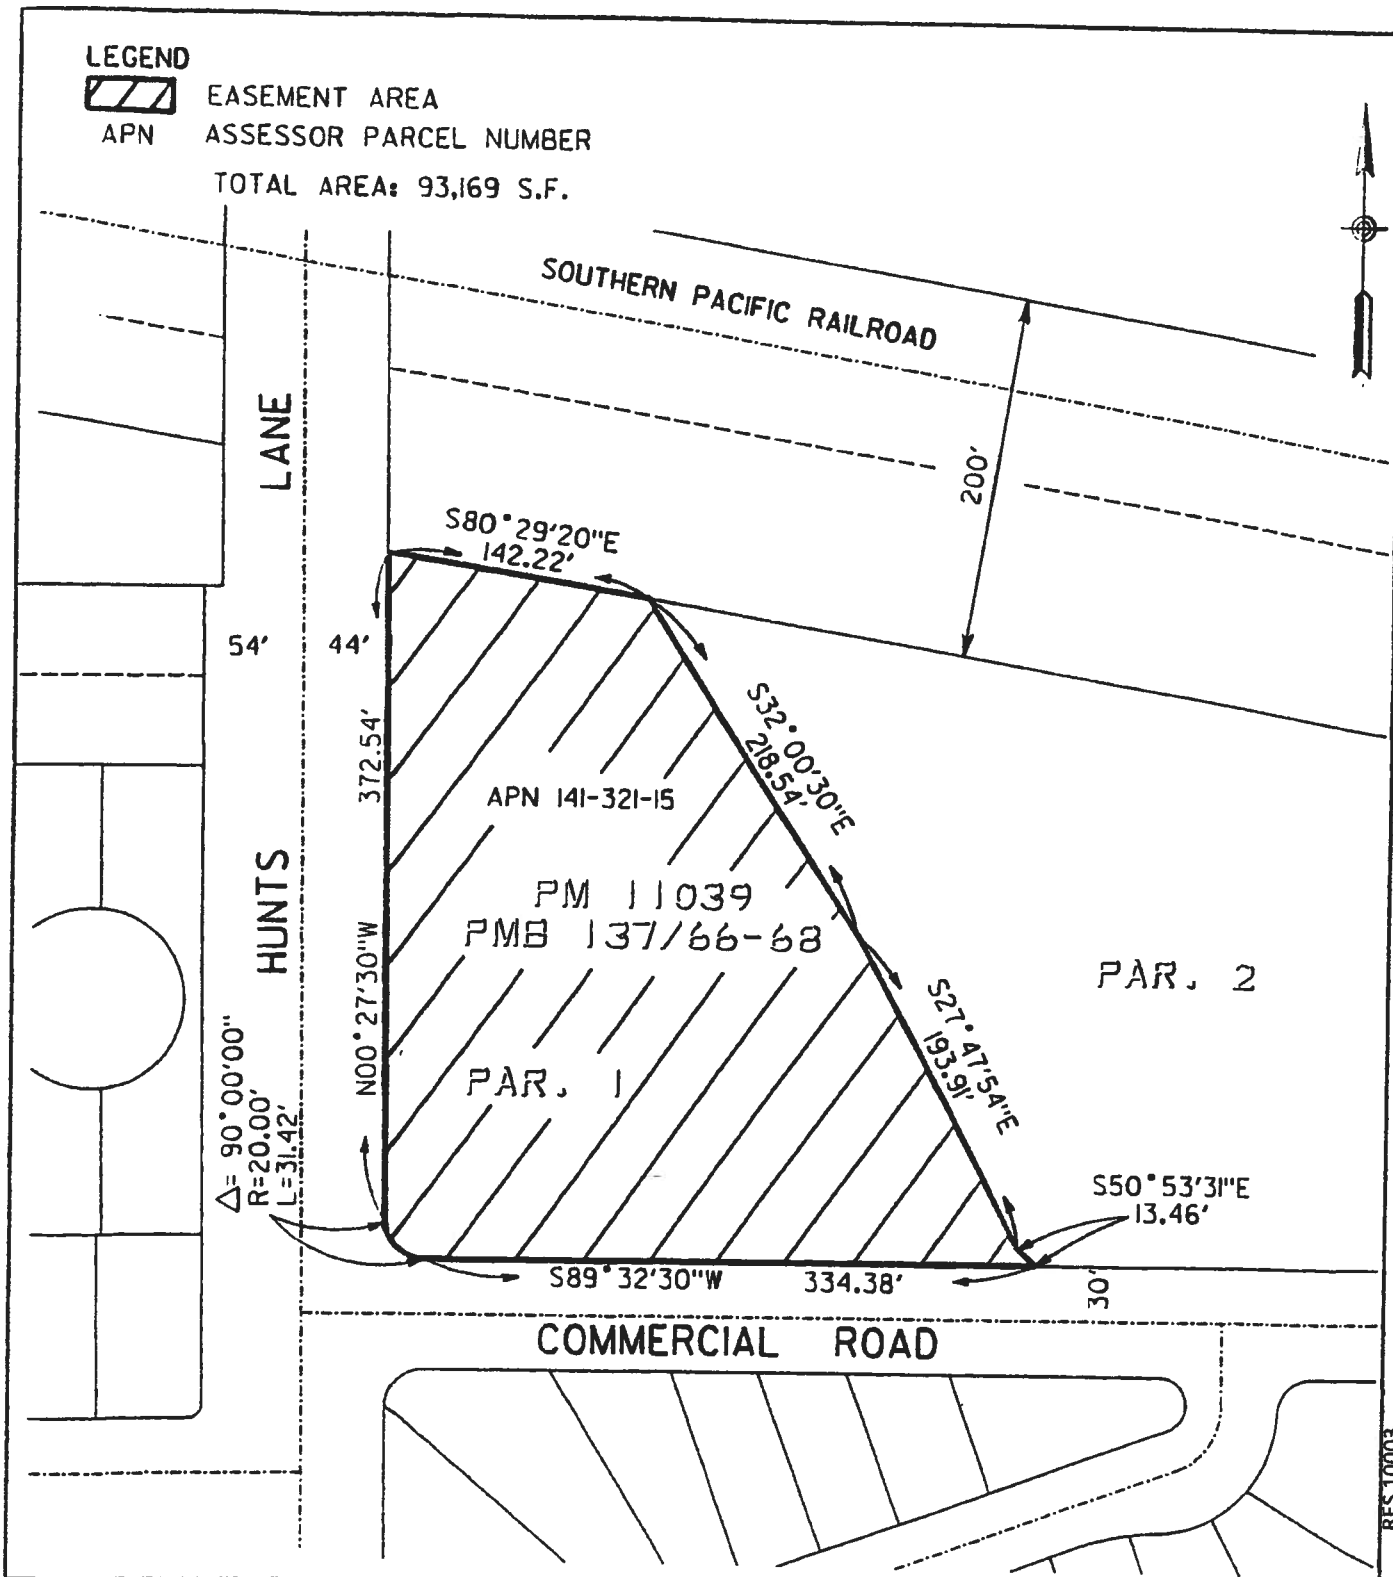 LEGEND
EASEMENT AREA
APN ASSESSOR PARCEL NUMBER
TOTAL AREA: 93,169 S.F.
SOUTHERN PACIFIC RAILROAD
200'
HUNTS LANE
S80°29'20"E
142.22'
54' 44'
372.54'
N00°27'30"W
S32°00'30"E
218.54'
APN 141-321-15
PM 11039
PMB 137/66-68
PAR. 1
PAR. 2
S27°47'54"E
193.91'
Δ= 90°00'00"
R=20.00'
L=31.42'
S50°53'31"E
13.46'
S89°32'30"W 334.38'
30'
COMMERCIAL ROAD
RES 10003